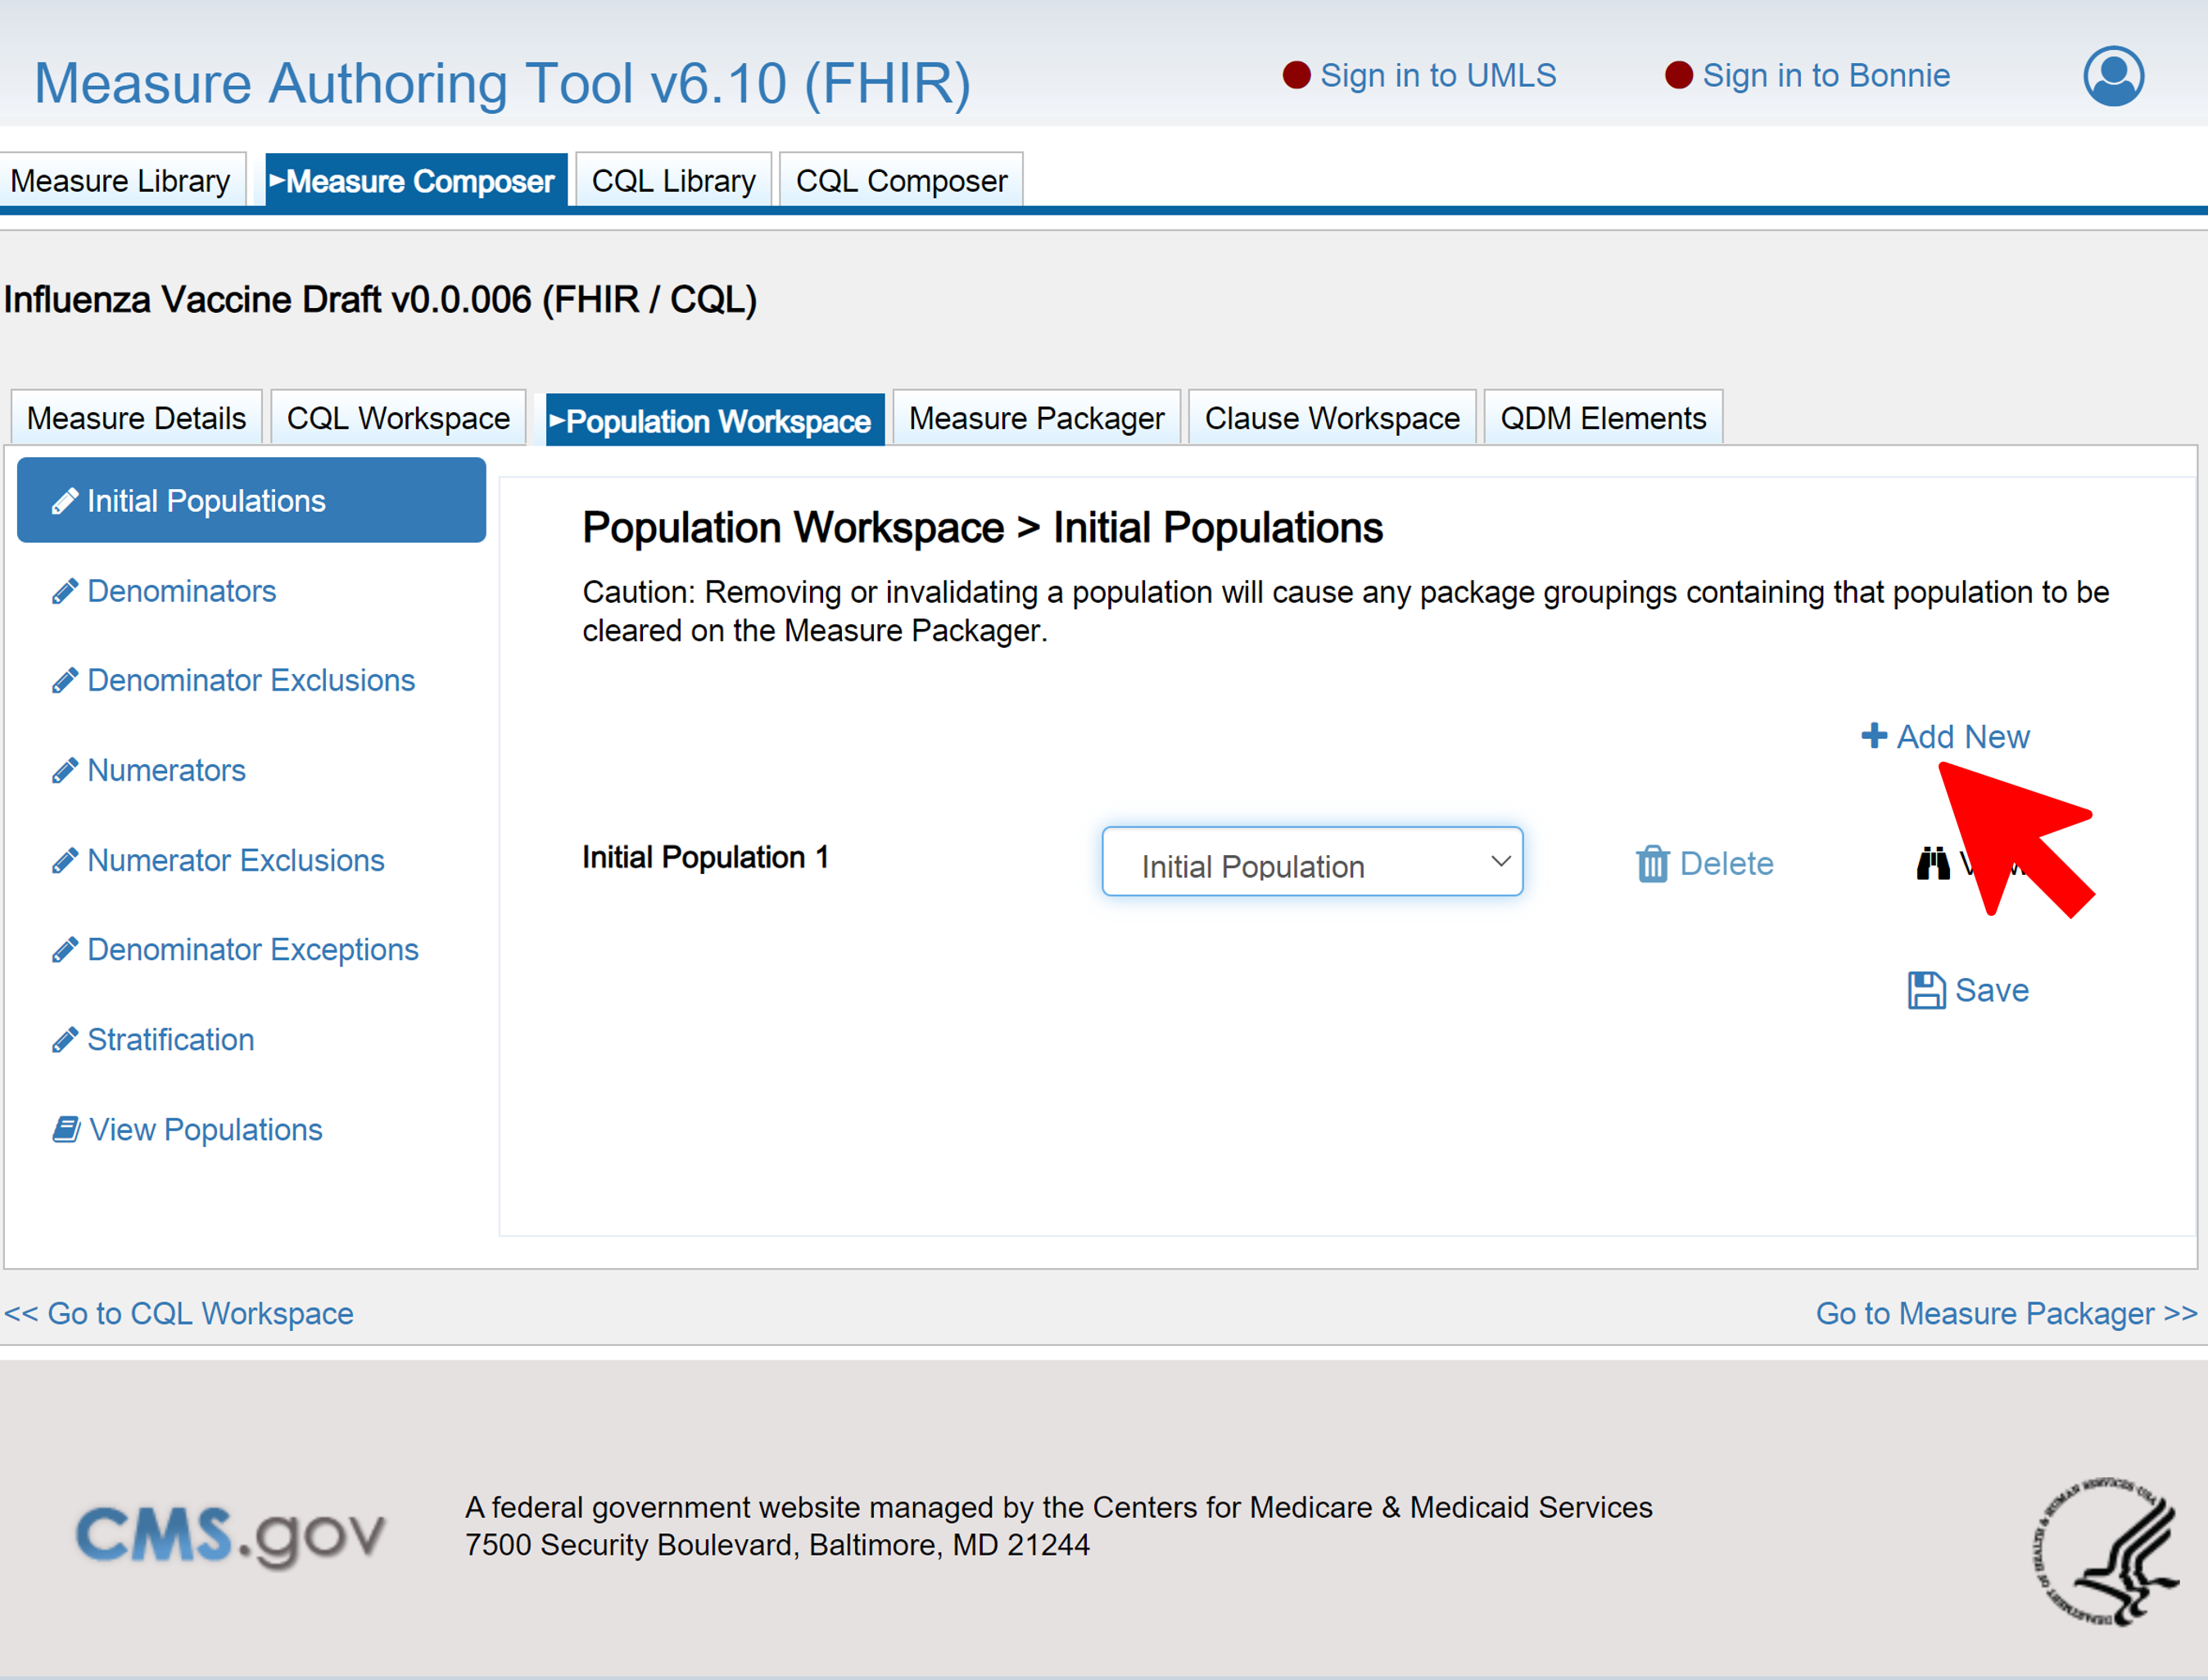 Measure Authoring Tool v6.10 (FHIR)
Sign in to UMLS
Sign in to Bonnie
Measure Library
►Measure Composer
CQL Library
CQL Composer
Influenza Vaccine Draft v0.0.006 (FHIR / CQL)
Measure Details
CQL Workspace
►Population Workspace
Measure Packager
Clause Workspace
QDM Elements
Initial Populations
Denominators
Denominator Exclusions
Numerators
Numerator Exclusions
Denominator Exceptions
Stratification
View Populations
Population Workspace > Initial Populations
Caution: Removing or invalidating a population will cause any package groupings containing that population to be
cleared on the Measure Packager.
+ Add New
Initial Population 1
Initial Population
Delete
Save
<< Go to CQL Workspace
Go to Measure Packager >>
CMS.gov
A federal government website managed by the Centers for Medicare & Medicaid Services
7500 Security Boulevard, Baltimore, MD 21244
DEPARTMENT OF HEALTH & HUMAN SERVICES·USA